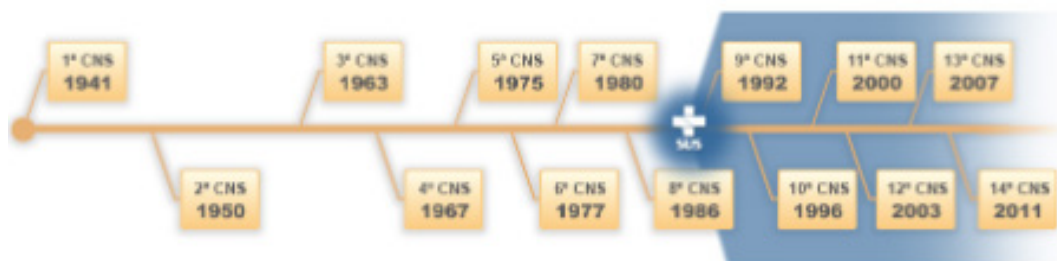 1ª CNS
1941
2ª CNS
1950
3ª CNS
1963
4ª CNS
1967
5ª CNS
1975
6ª CNS
1977
7ª CNS
1980
8ª CNS
1986
SUS
9ª CNS
1992
10ª CNS
1996
11ª CNS
2000
12ª CNS
2003
13ª CNS
2007
14ª CNS
2011